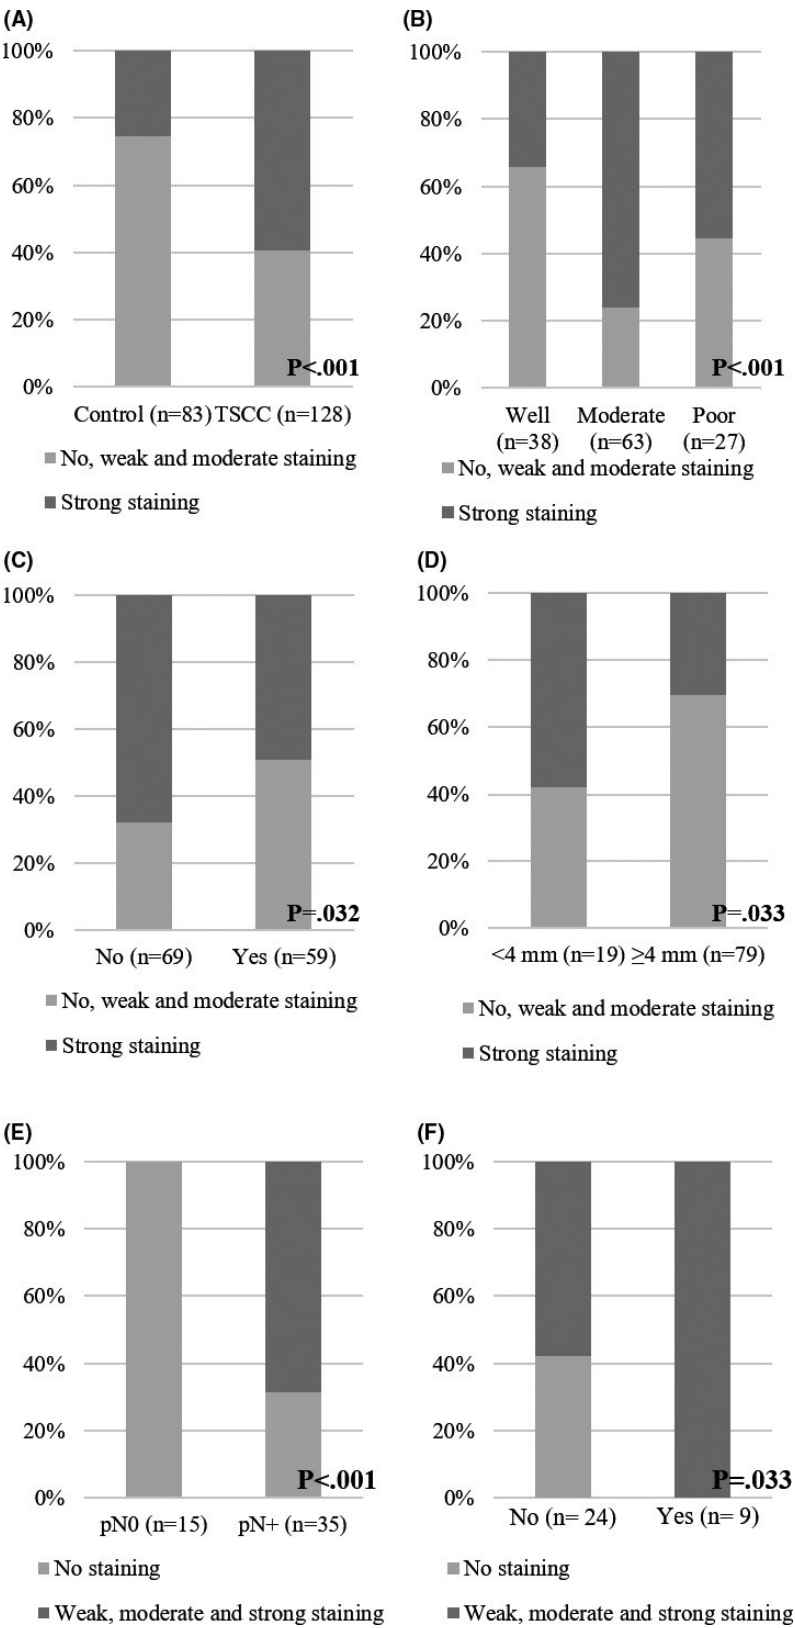 (A)
100%
80%
60%
40%
20%
0%
P<.001
Control (n=83) TSCC (n=128)
No, weak and moderate staining
Strong staining
(B)
100%
80%
60%
40%
20%
0%
P<.001
Well Moderate Poor
(n=38) (n=63) (n=27)
No, weak and moderate staining
Strong staining
(C)
100%
80%
60%
40%
20%
0%
P=.032
No (n=69) Yes (n=59)
No, weak and moderate staining
Strong staining
(D)
100%
80%
60%
40%
20%
0%
P=.033
<4 mm (n=19) ≥4 mm (n=79)
No, weak and moderate staining
Strong staining
(E)
100%
80%
60%
40%
20%
0%
P<.001
pN0 (n=15) pN+ (n=35)
No staining
Weak, moderate and strong staining
(F)
100%
80%
60%
40%
20%
0%
P=.033
No (n= 24) Yes (n= 9)
No staining
Weak, moderate and strong staining